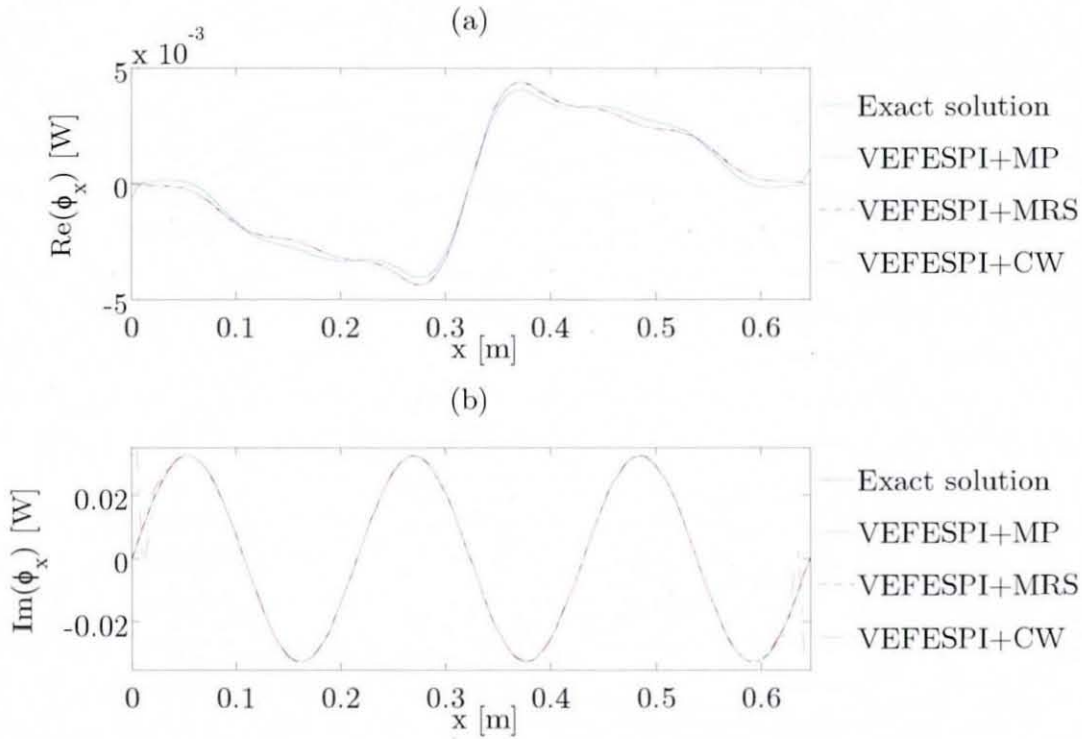 (a)
x 10^-3
5
0
-5
Re(ϕ_x) [W]
0 0.1 0.2 0.3 0.4 0.5 0.6
x [m]
Exact solution
VEFESPI+MP
VEFESPI+MRS
VEFESPI+CW
(b)
0.02
0
-0.02
Im(ϕ_x) [W]
0 0.1 0.2 0.3 0.4 0.5 0.6
x [m]
Exact solution
VEFESPI+MP
VEFESPI+MRS
VEFESPI+CW